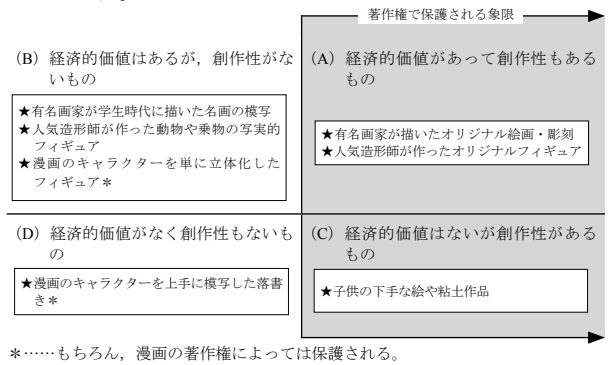 著作権で保護される象限
(B) 経済的価値はあるが，創作性がな
いもの
★有名画家が学生時代に描いた名画の模写
★人気造形師が作った動物や乗物の写実的
フィギュア
★漫画のキャラクターを単に立体化した
フィギュア＊
(A) 経済的価値があって創作性もある
もの
★有名画家が描いたオリジナル絵画・彫刻
★人気造形師が作ったオリジナルフィギュア
(D) 経済的価値がなく創作性もないも
の
★漫画のキャラクターを上手に模写した落書
き＊
(C) 経済的価値はないが創作性がある
もの
★子供の下手な絵や粘土作品
＊……もちろん，漫画の著作権によっては保護される。